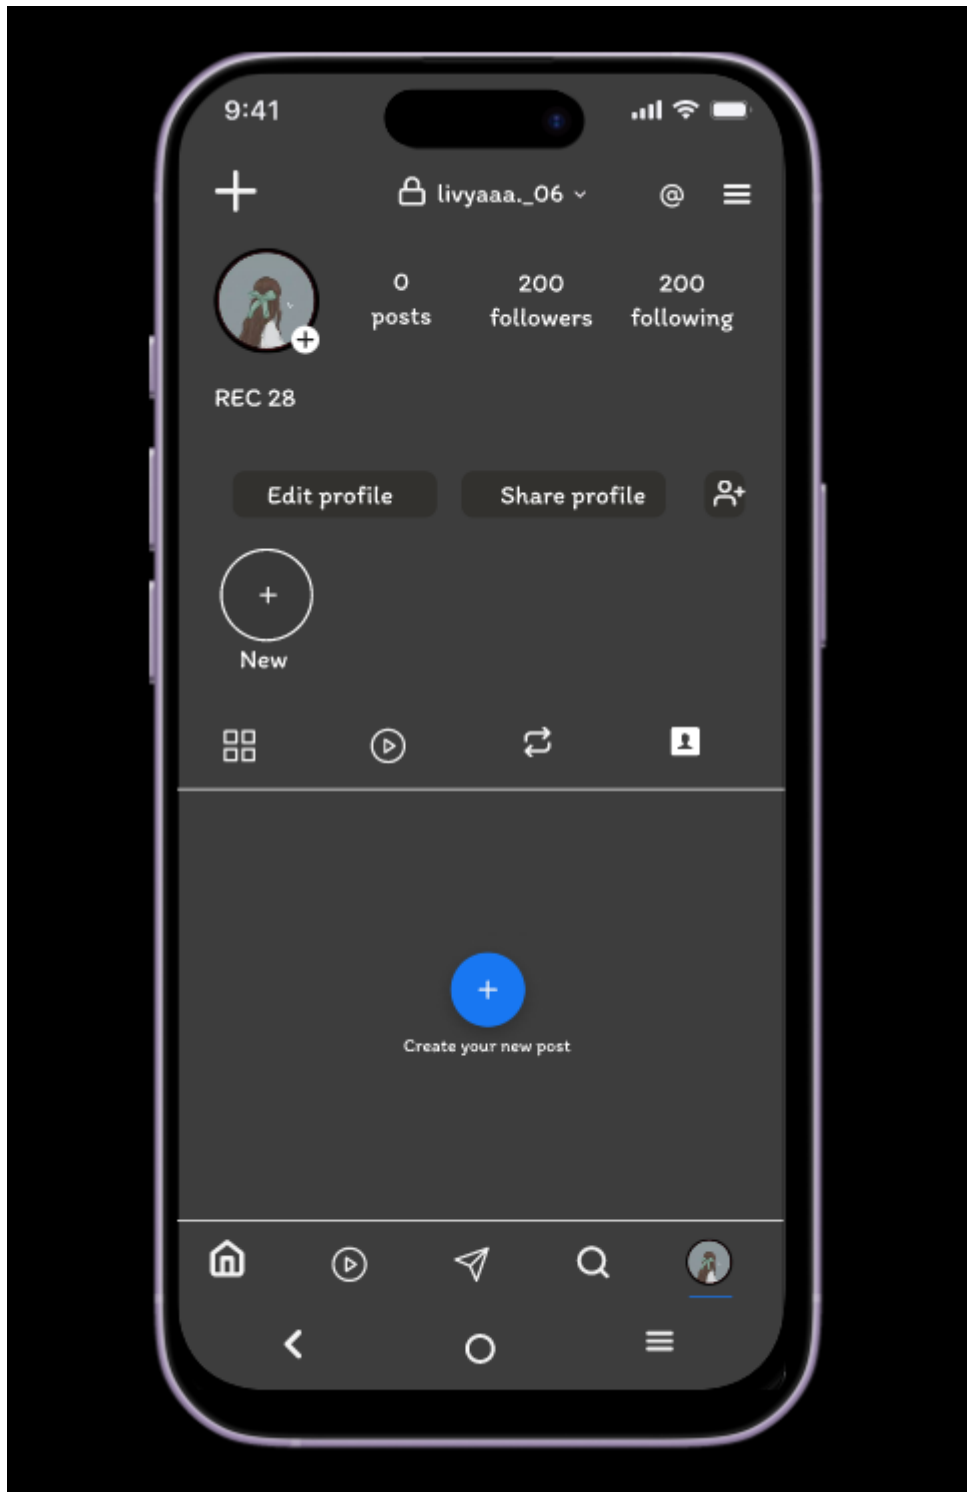 9:41
livyaaa._06
@
0
posts
200
followers
200
following
REC 28
Edit profile
Share profile
New
Create your new post